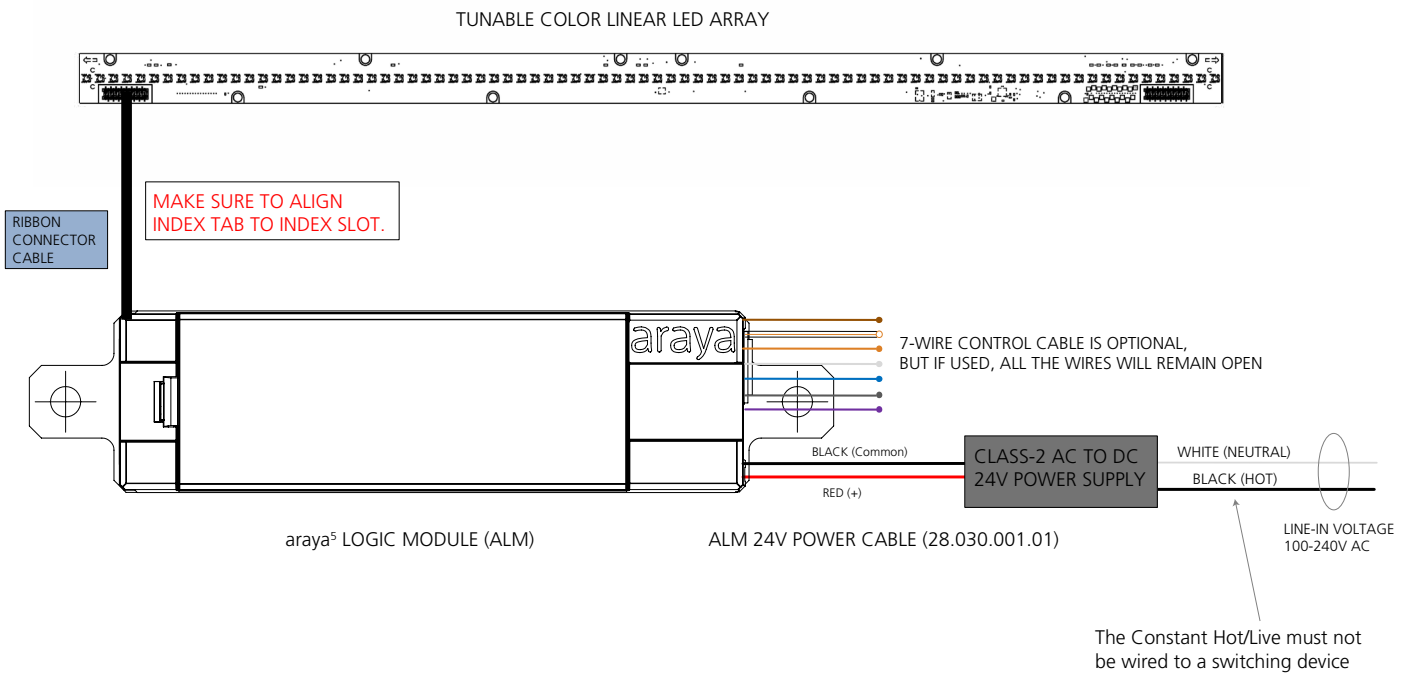 TUNABLE COLOR LINEAR LED ARRAY
MAKE SURE TO ALIGN
INDEX TAB TO INDEX SLOT.
RIBBON
CONNECTOR
CABLE
araya
7-WIRE CONTROL CABLE IS OPTIONAL,
BUT IF USED, ALL THE WIRES WILL REMAIN OPEN
BLACK (Common)
RED (+)
CLASS-2 AC TO DC
24V POWER SUPPLY
WHITE (NEUTRAL)
BLACK (HOT)
LINE-IN VOLTAGE
100-240V AC
araya⁵ LOGIC MODULE (ALM)
ALM 24V POWER CABLE (28.030.001.01)
The Constant Hot/Live must not
be wired to a switching device